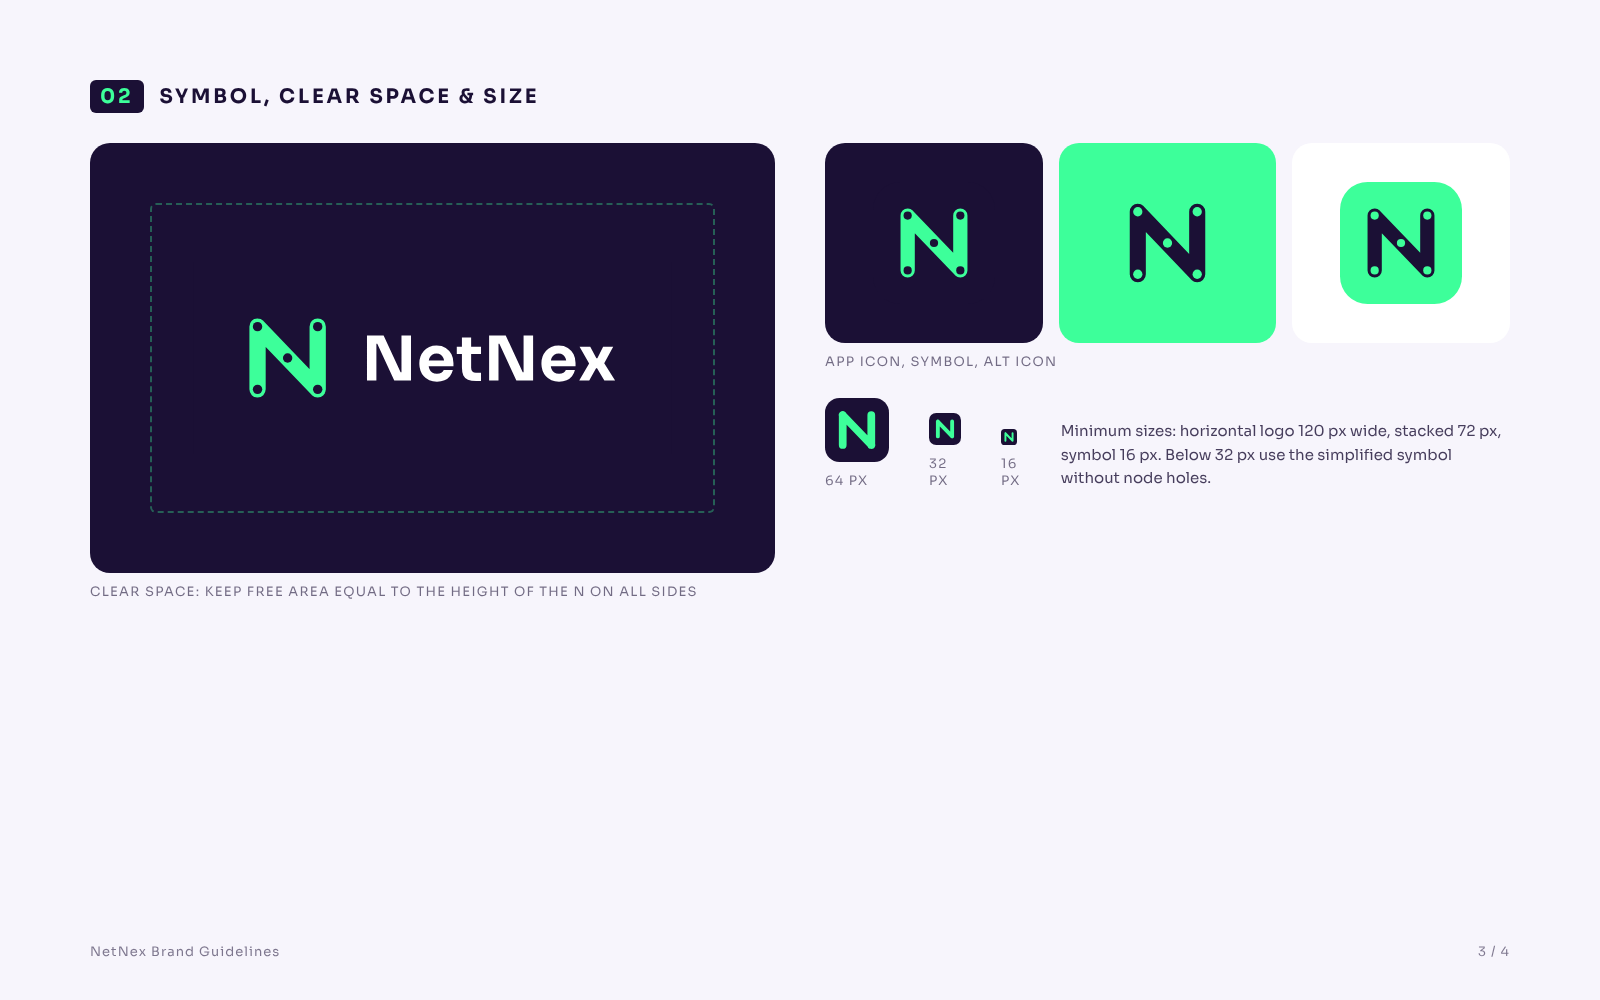 02 SYMBOL, CLEAR SPACE & SIZE
NetNex
CLEAR SPACE: KEEP FREE AREA EQUAL TO THE HEIGHT OF THE N ON ALL SIDES
N N N
APP ICON, SYMBOL, ALT ICON
N N N
64 PX
32
PX
16
PX
Minimum sizes: horizontal logo 120 px wide, stacked 72 px,
symbol 16 px. Below 32 px use the simplified symbol
without node holes.
NetNex Brand Guidelines
3 / 4